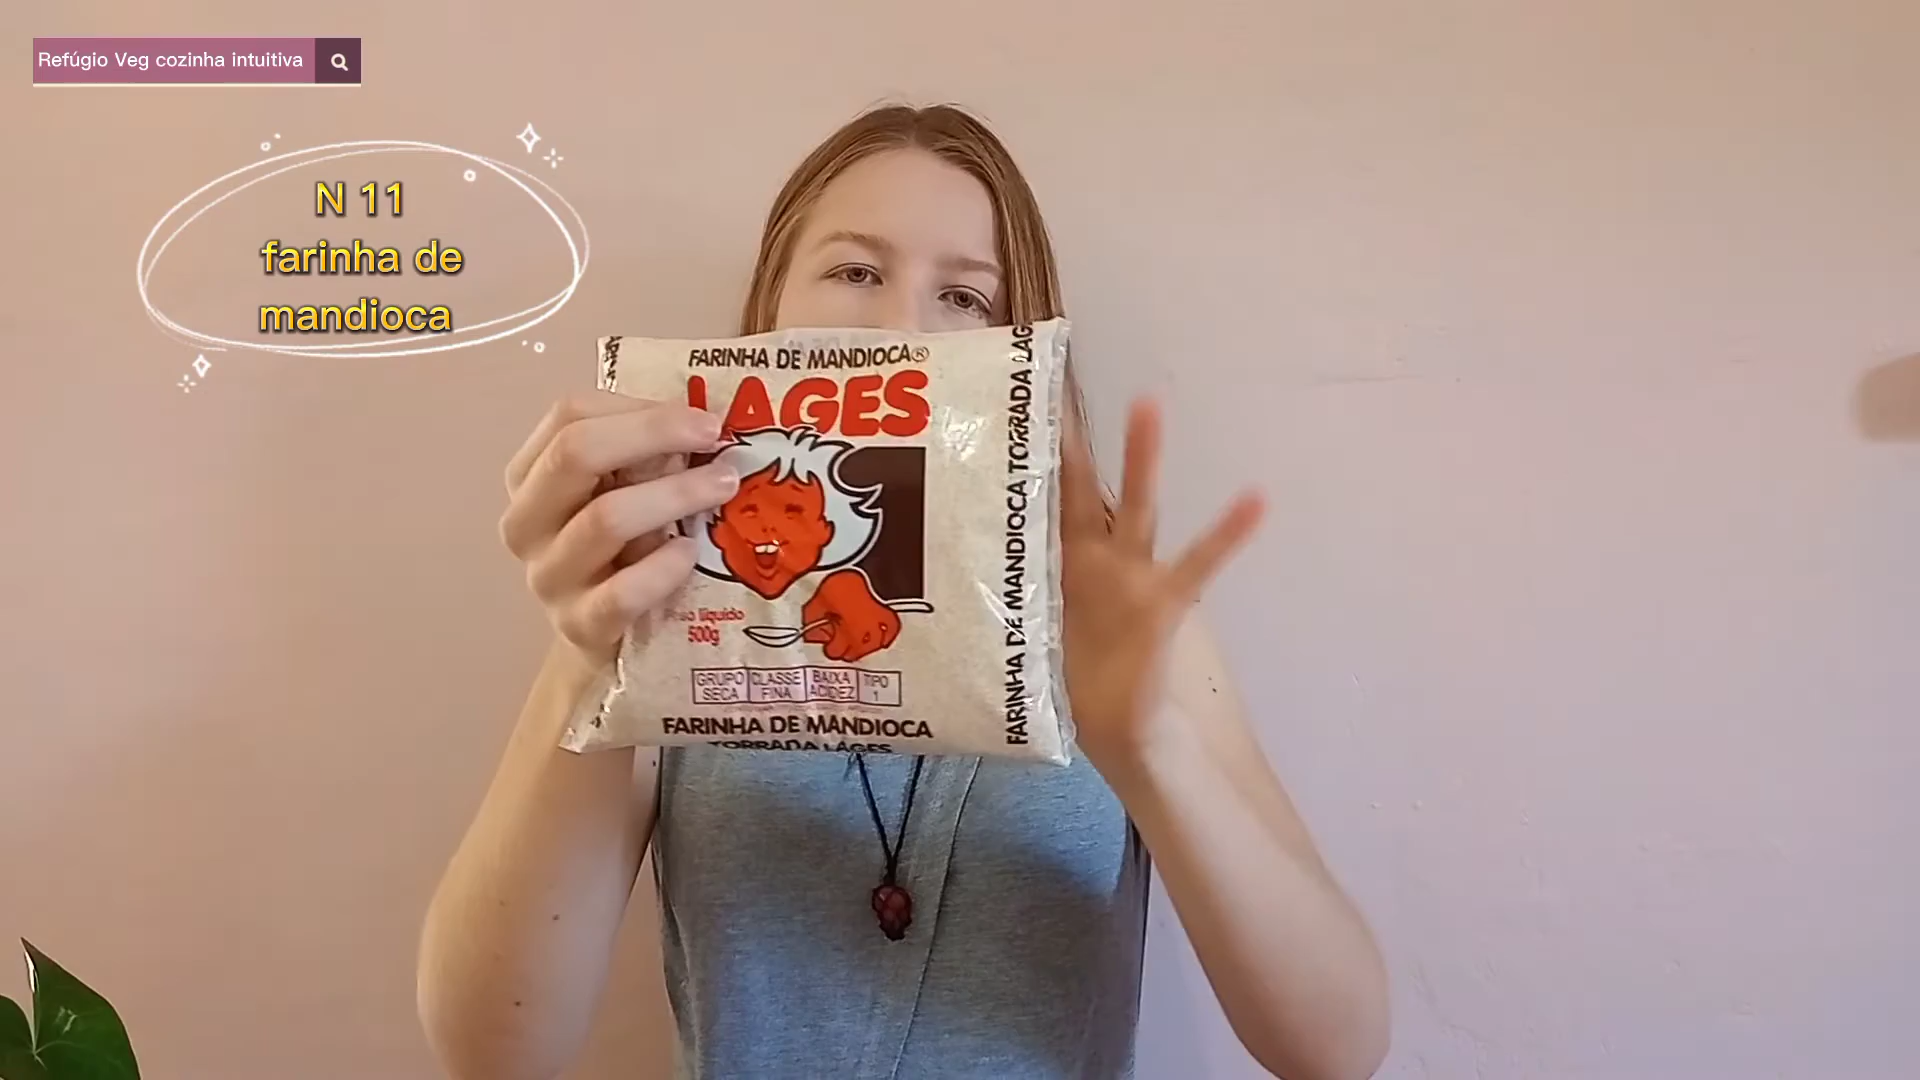 Refúgio Veg cozinha intuitiva
N 11
farinha de
mandioca
FARINHA DE MANDIOCA®
LAGES
FARINHA DE MANDIOCA TORRADA LAG
Peso líquido
500g
GRUPO SECA
CLASSE FINA
BAIXA ACIDEZ
TIPO 1
FARINHA DE MANDIOCA
TORRADA LAGES